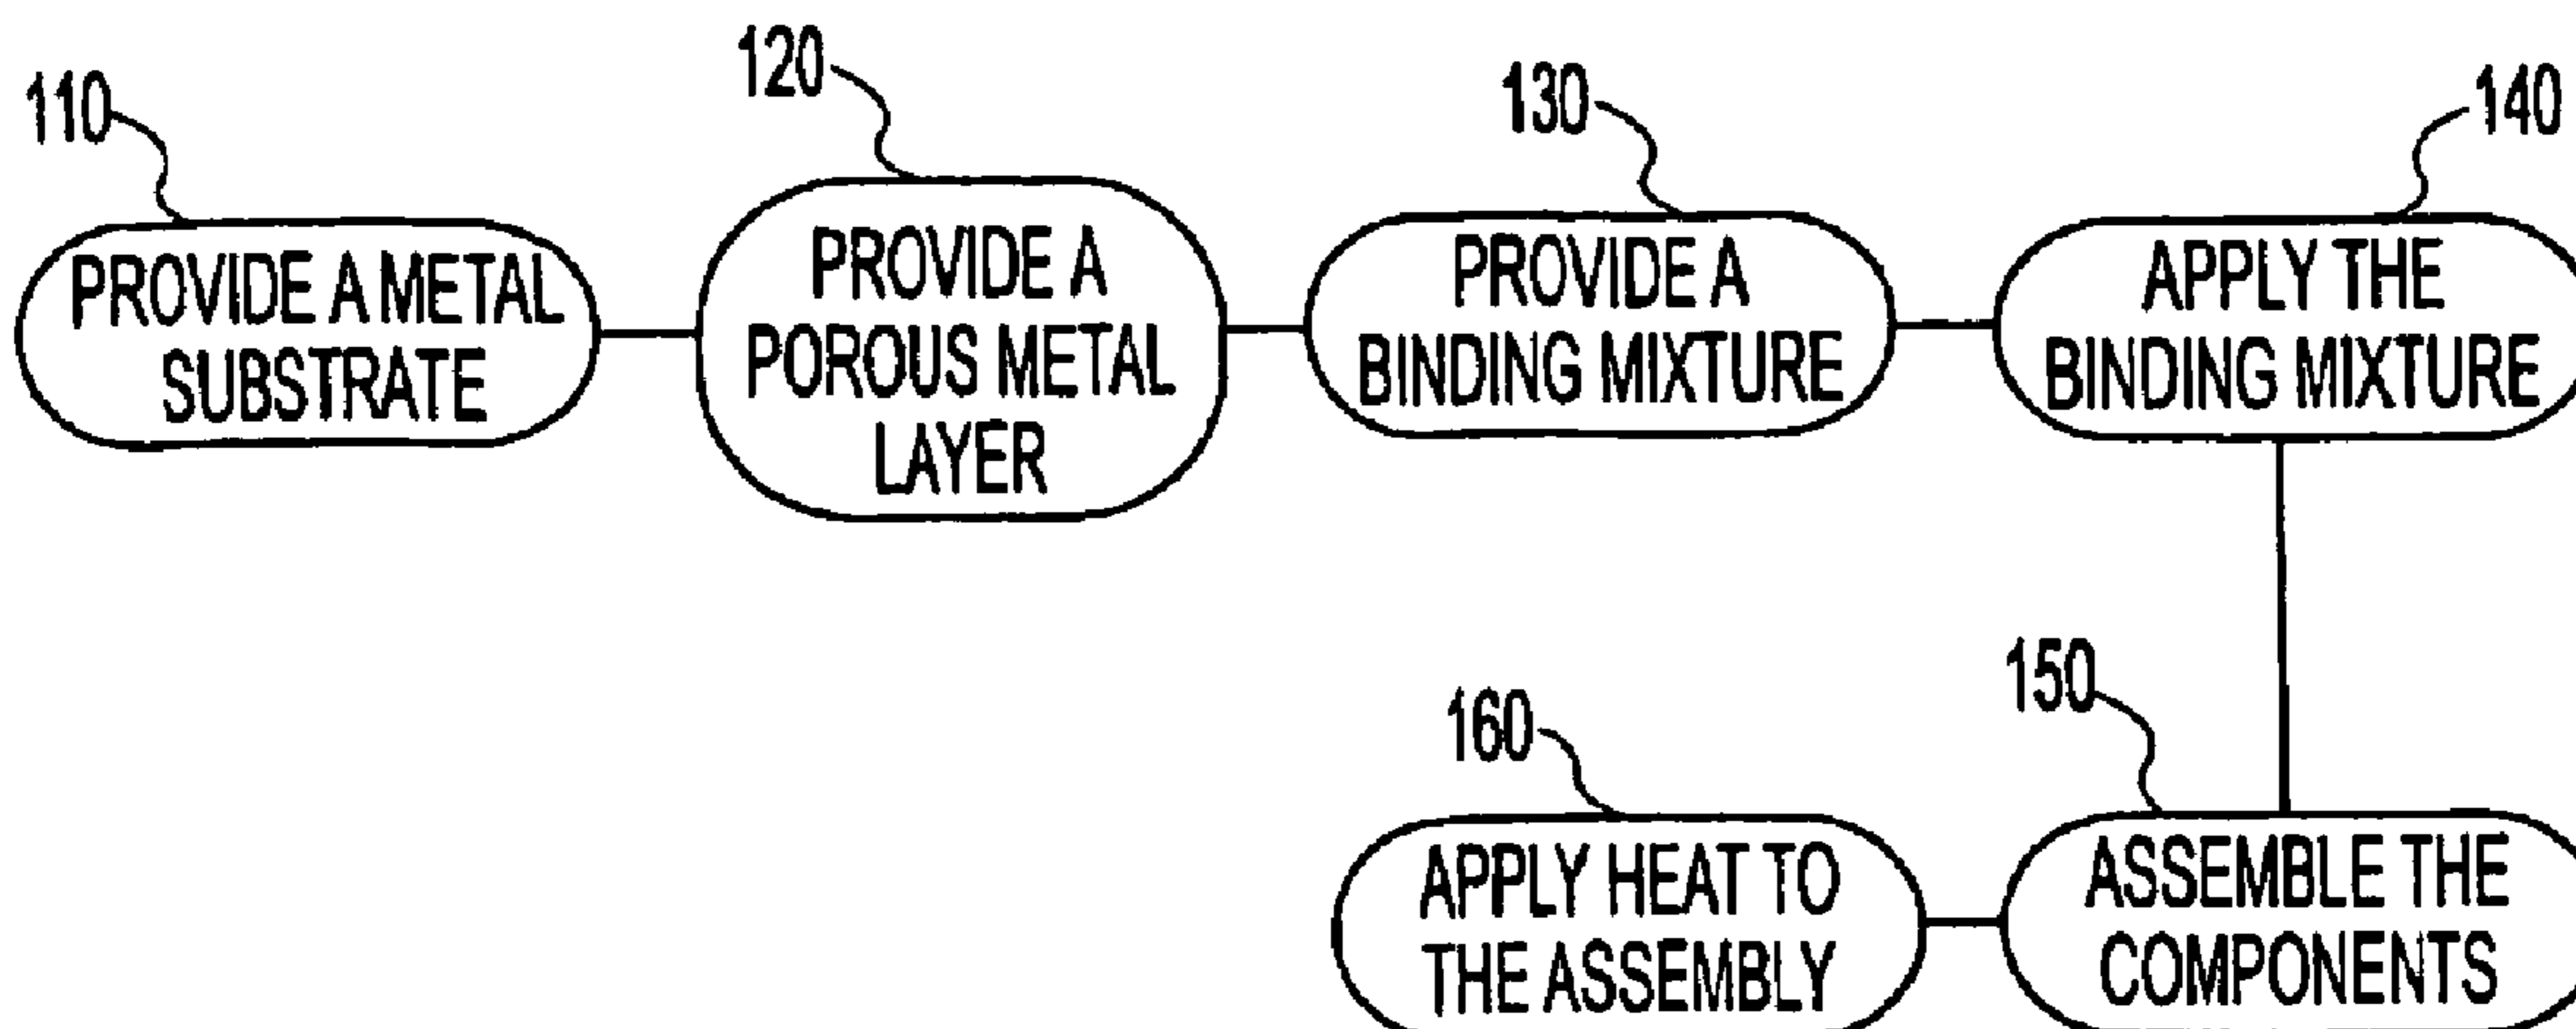 110
PROVIDE A METAL
SUBSTRATE
120
PROVIDE A
POROUS METAL
LAYER
130
PROVIDE A
BINDING MIXTURE
140
APPLY THE
BINDING MIXTURE
150
ASSEMBLE THE
COMPONENTS
160
APPLY HEAT TO
THE ASSEMBLY